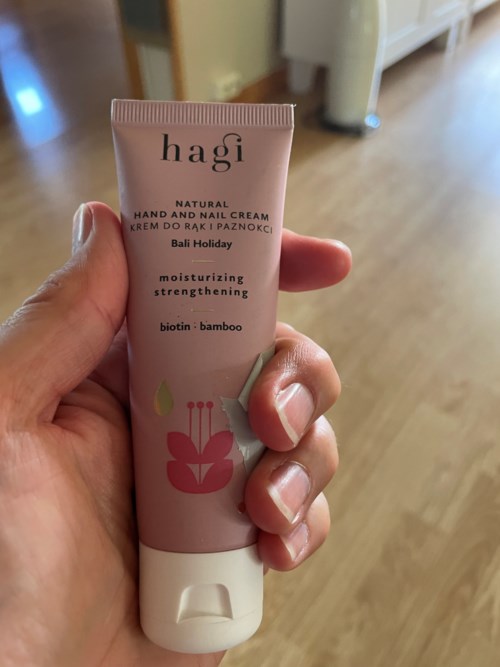 hagi
NATURAL
HAND AND NAIL CREAM
KREM DO RĄK I PAZNOKCI
Bali Holiday
moisturizing
strengthening
biotin · bamboo